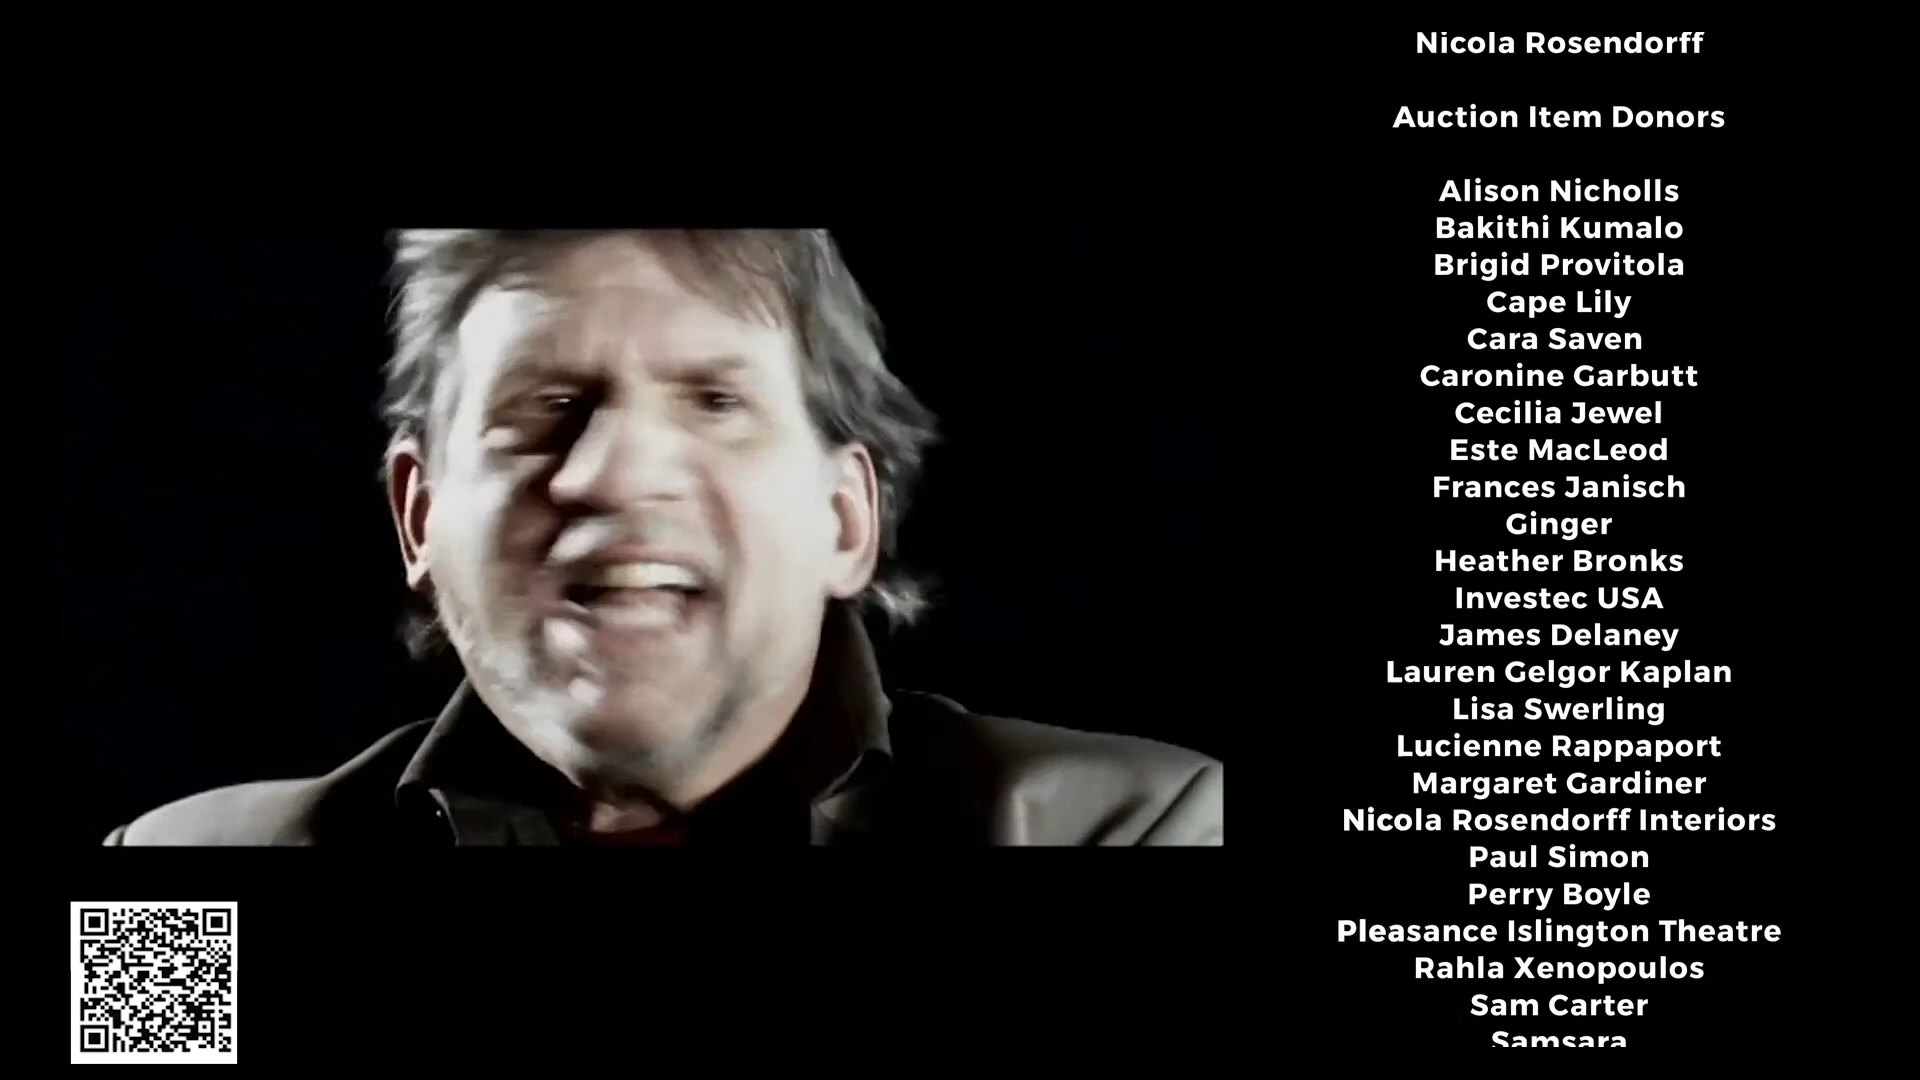 Nicola Rosendorff
Auction Item Donors
Alison Nicholls
Bakithi Kumalo
Brigid Provitola
Cape Lily
Cara Saven
Caronine Garbutt
Cecilia Jewel
Este MacLeod
Frances Janisch
Ginger
Heather Bronks
Investec USA
James Delaney
Lauren Gelgor Kaplan
Lisa Swerling
Lucienne Rappaport
Margaret Gardiner
Nicola Rosendorff Interiors
Paul Simon
Perry Boyle
Pleasance Islington Theatre
Rahla Xenopoulos
Sam Carter
Samsara